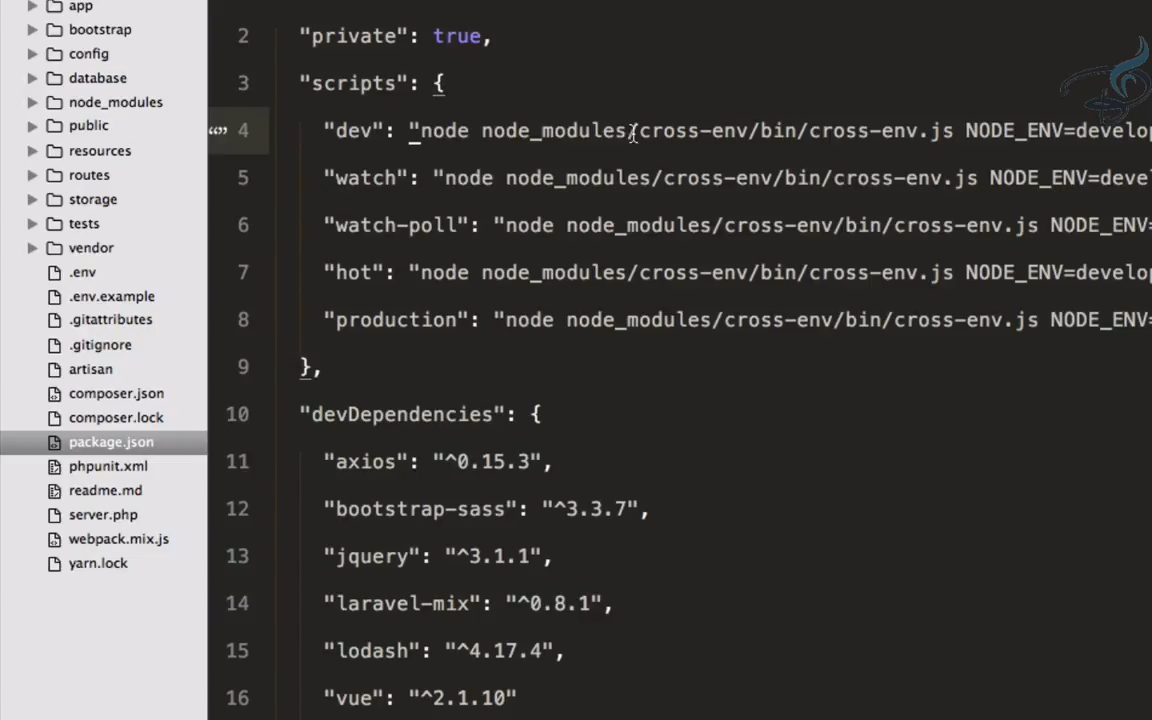 app
bootstrap
config
database
node_modules
public
resources
routes
storage
tests
vendor
.env
.env.example
.gitattributes
.gitignore
artisan
composer.json
composer.lock
package.json
phpunit.xml
readme.md
server.php
webpack.mix.js
yarn.lock
2 "private": true,
3 "scripts": {
4 "dev": "node node_modules/cross-env/bin/cross-env.js NODE_ENV=develop
5 "watch": "node node_modules/cross-env/bin/cross-env.js NODE_ENV=deve
6 "watch-poll": "node node_modules/cross-env/bin/cross-env.js NODE_ENV=
7 "hot": "node node_modules/cross-env/bin/cross-env.js NODE_ENV=develop
8 "production": "node node_modules/cross-env/bin/cross-env.js NODE_ENV=
9 },
10 "devDependencies": {
11 "axios": "^0.15.3",
12 "bootstrap-sass": "^3.3.7",
13 "jquery": "^3.1.1",
14 "laravel-mix": "^0.8.1",
15 "lodash": "^4.17.4",
16 "vue": "^2.1.10"